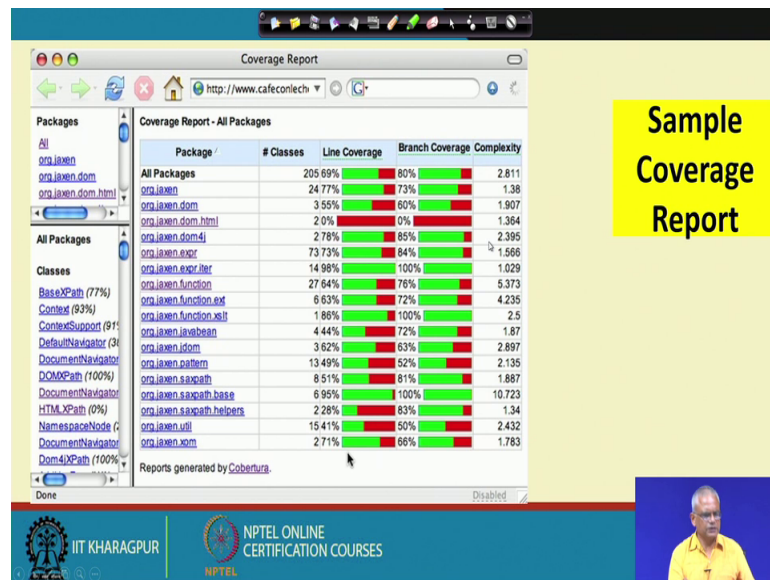 Coverage Report
http://www.cafeconlech
G
Packages
All
org.jaxen
org.jaxen.dom
org.jaxen.dom.html
All Packages
Classes
BaseXPath (77%)
Context (93%)
ContextSupport (91%
DefaultNavigator (38
DocumentNavigator
DOMXPath (100%)
DocumentNavigator
HTMLXPath (0%)
NamespaceNode (2
DocumentNavigator
Dom4jXPath (100%
Coverage Report - All Packages
Package / # Classes Line Coverage Branch Coverage Complexity
All Packages 205 69% 80% 2.811
org.jaxen 24 77% 73% 1.38
org.jaxen.dom 3 55% 60% 1.907
org.jaxen.dom.html 2 0% 0% 1.364
org.jaxen.dom4j 2 78% 85% 2.395
org.jaxen.expr 73 73% 84% 1.566
org.jaxen.expr.iter 14 98% 100% 1.029
org.jaxen.function 27 64% 76% 5.373
org.jaxen.function.ext 6 63% 72% 4.235
org.jaxen.function.xslt 1 86% 100% 2.5
org.jaxen.javabean 4 44% 72% 1.87
org.jaxen.jdom 3 62% 63% 2.897
org.jaxen.pattern 13 49% 52% 2.135
org.jaxen.saxpath 8 51% 81% 1.887
org.jaxen.saxpath.base 6 95% 100% 10.723
org.jaxen.saxpath.helpers 2 28% 83% 1.34
org.jaxen.util 15 41% 50% 2.432
org.jaxen.xom 2 71% 66% 1.783
Reports generated by Cobertura.
Done
Disabled
Sample
Coverage
Report
IIT KHARAGPUR
NPTEL
NPTEL ONLINE
CERTIFICATION COURSES